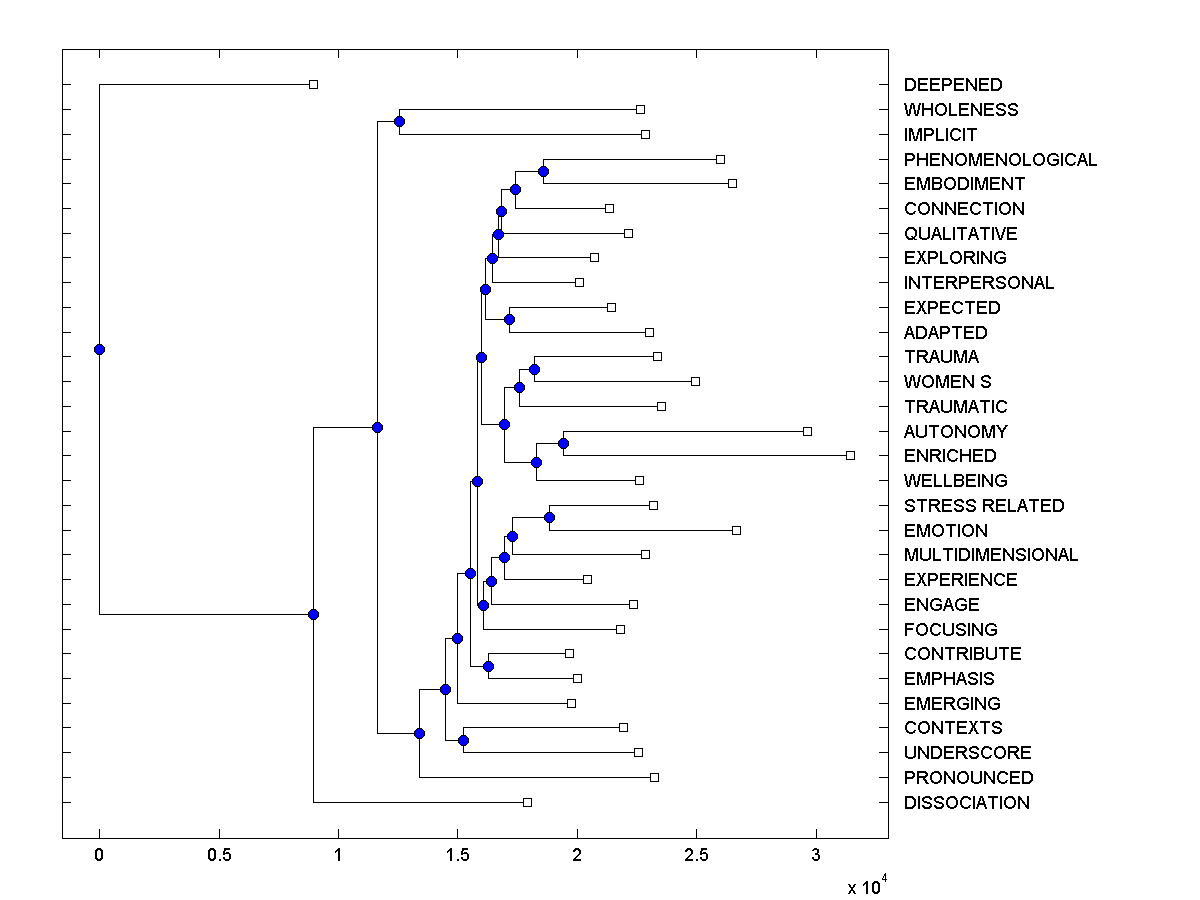 DEEPENED
WHOLENESS
IMPLICIT
PHENOMENOLOGICAL
EMBODIMENT
CONNECTION
QUALITATIVE
EXPLORING
INTERPERSONAL
EXPECTED
ADAPTED
TRAUMA
WOMEN S
TRAUMATIC
AUTONOMY
ENRICHED
WELLBEING
STRESS RELATED
EMOTION
MULTIDIMENSIONAL
EXPERIENCE
ENGAGE
FOCUSING
CONTRIBUTE
EMPHASIS
EMERGING
CONTEXTS
UNDERSCORE
PRONOUNCED
DISSOCIATION
0 0.5 1 1.5 2 2.5 3
x 10^4